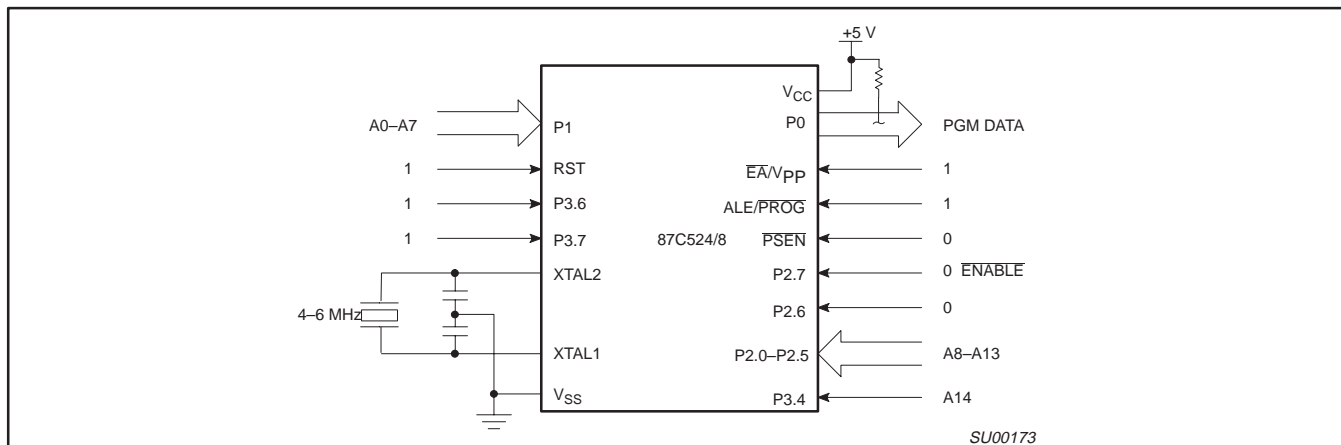 +5 V
VCC
A0–A7
P1
P0
PGM DATA
1
RST
EA/VPP
1
1
P3.6
ALE/PROG
1
1
P3.7
87C524/8
PSEN
0
XTAL2
P2.7
0 ENABLE
4–6 MHz
P2.6
0
XTAL1
P2.0–P2.5
A8–A13
VSS
P3.4
A14
SU00173